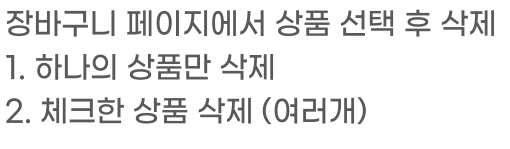 장바구니 페이지에서 상품 선택 후 삭제
1. 하나의 상품만 삭제
2. 체크한 상품 삭제 (여러개)